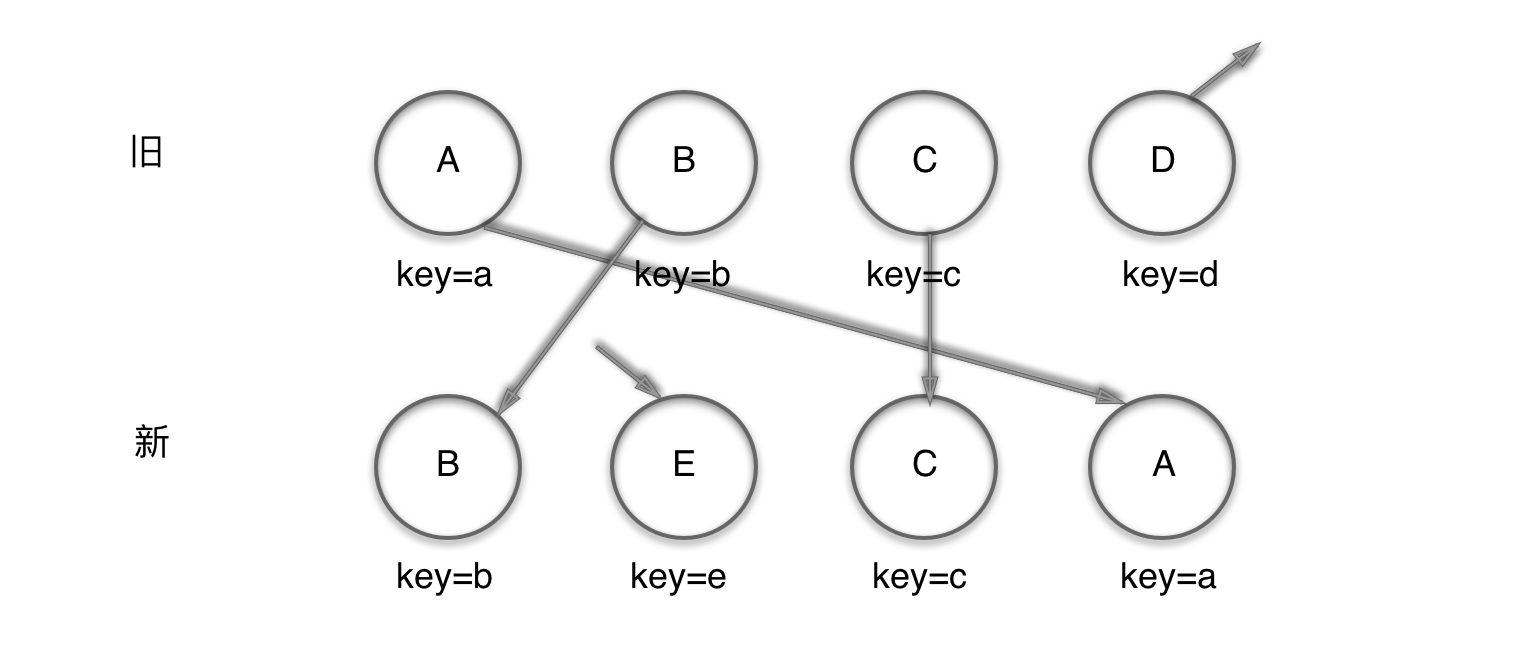 旧 A B C D
key=a key=b key=c key=d
新 B E C A
key=b key=e key=c key=a